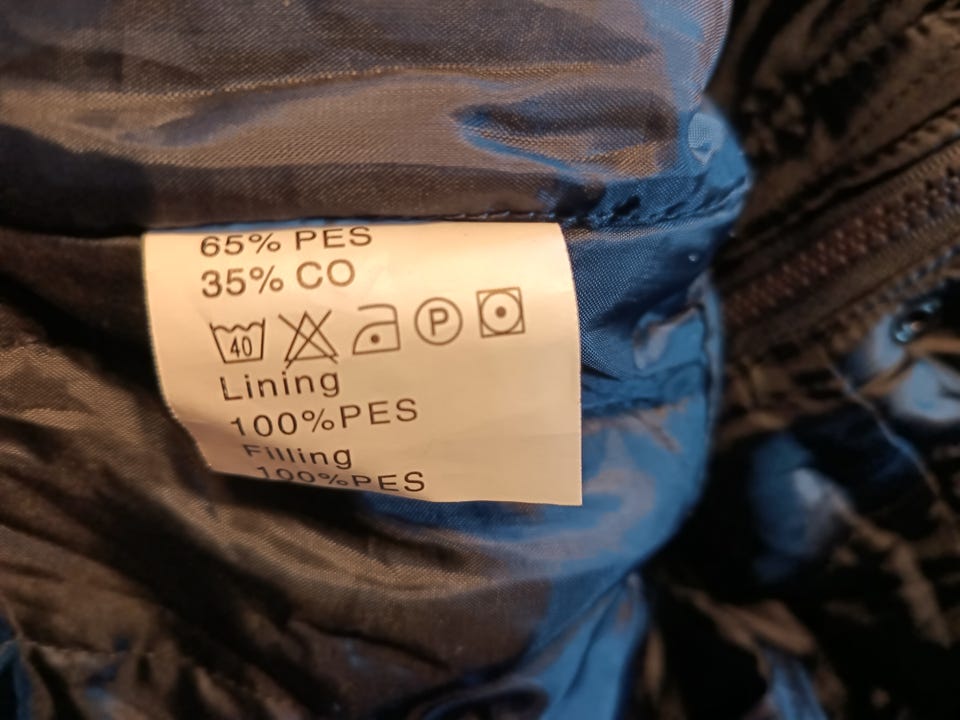 65% PES
35% CO
40 P
Lining
100%PES
Filling
100%PES